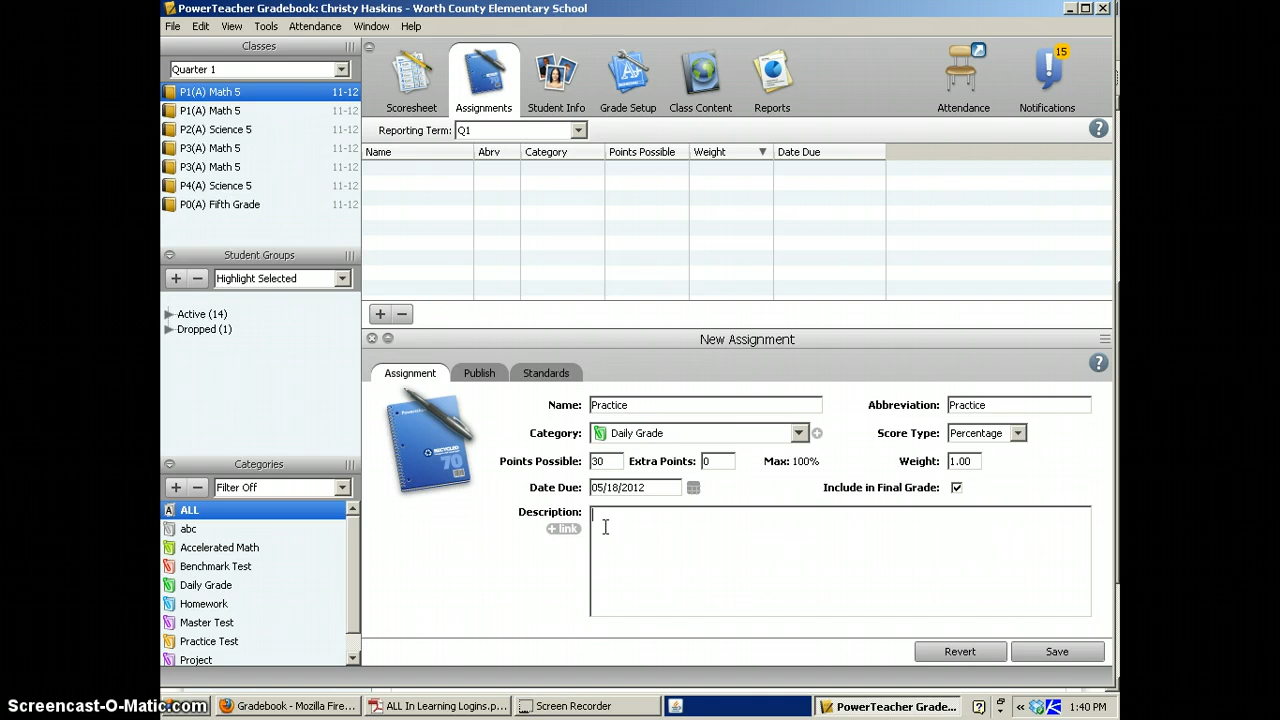 PowerTeacher Gradebook: Christy Haskins - Worth County Elementary School
File Edit View Tools Attendance Window Help
Classes
Quarter 1
P1(A) Math 5 11-12
P1(A) Math 5 11-12
P2(A) Science 5 11-12
P3(A) Math 5 11-12
P3(A) Math 5 11-12
P4(A) Science 5 11-12
P0(A) Fifth Grade 11-12
Student Groups
Highlight Selected
Active (14)
Dropped (1)
Categories
Filter Off
ALL
abc
Accelerated Math
Benchmark Test
Daily Grade
Homework
Master Test
Practice Test
Project
15
Scoresheet Assignments Student Info Grade Setup Class Content Reports Attendance Notifications
Reporting Term: Q1
Name Abrv Category Points Possible Weight Date Due
New Assignment
Assignment Publish Standards
Name: Practice Abbreviation: Practice
Category: Daily Grade Score Type: Percentage
Points Possible: 30 Extra Points: 0 Max: 100% Weight: 1.00
Date Due: 05/18/2012 Include in Final Grade:
Description:
+ link
RECYCLED
70
Revert Save
Screencast-O-Matic.com
Gradebook - Mozilla Fire... ALL In Learning Logins.p... Screen Recorder PowerTeacher Grade... 1:40 PM